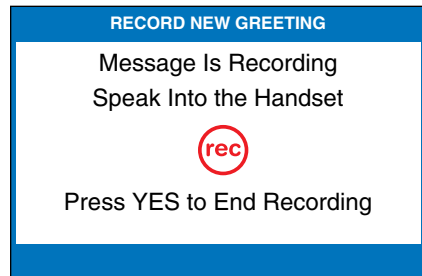 RECORD NEW GREETING
Message Is Recording
Speak Into the Handset
rec
Press YES to End Recording